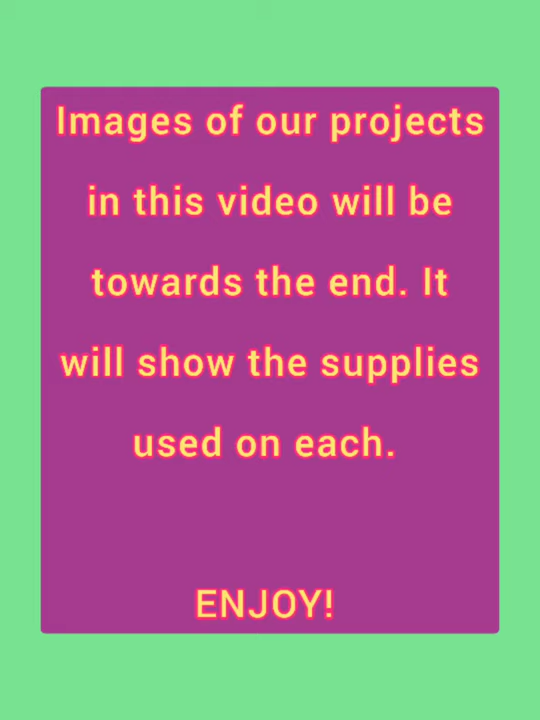 Images of our projects
in this video will be
towards the end. It
will show the supplies
used on each.
ENJOY!